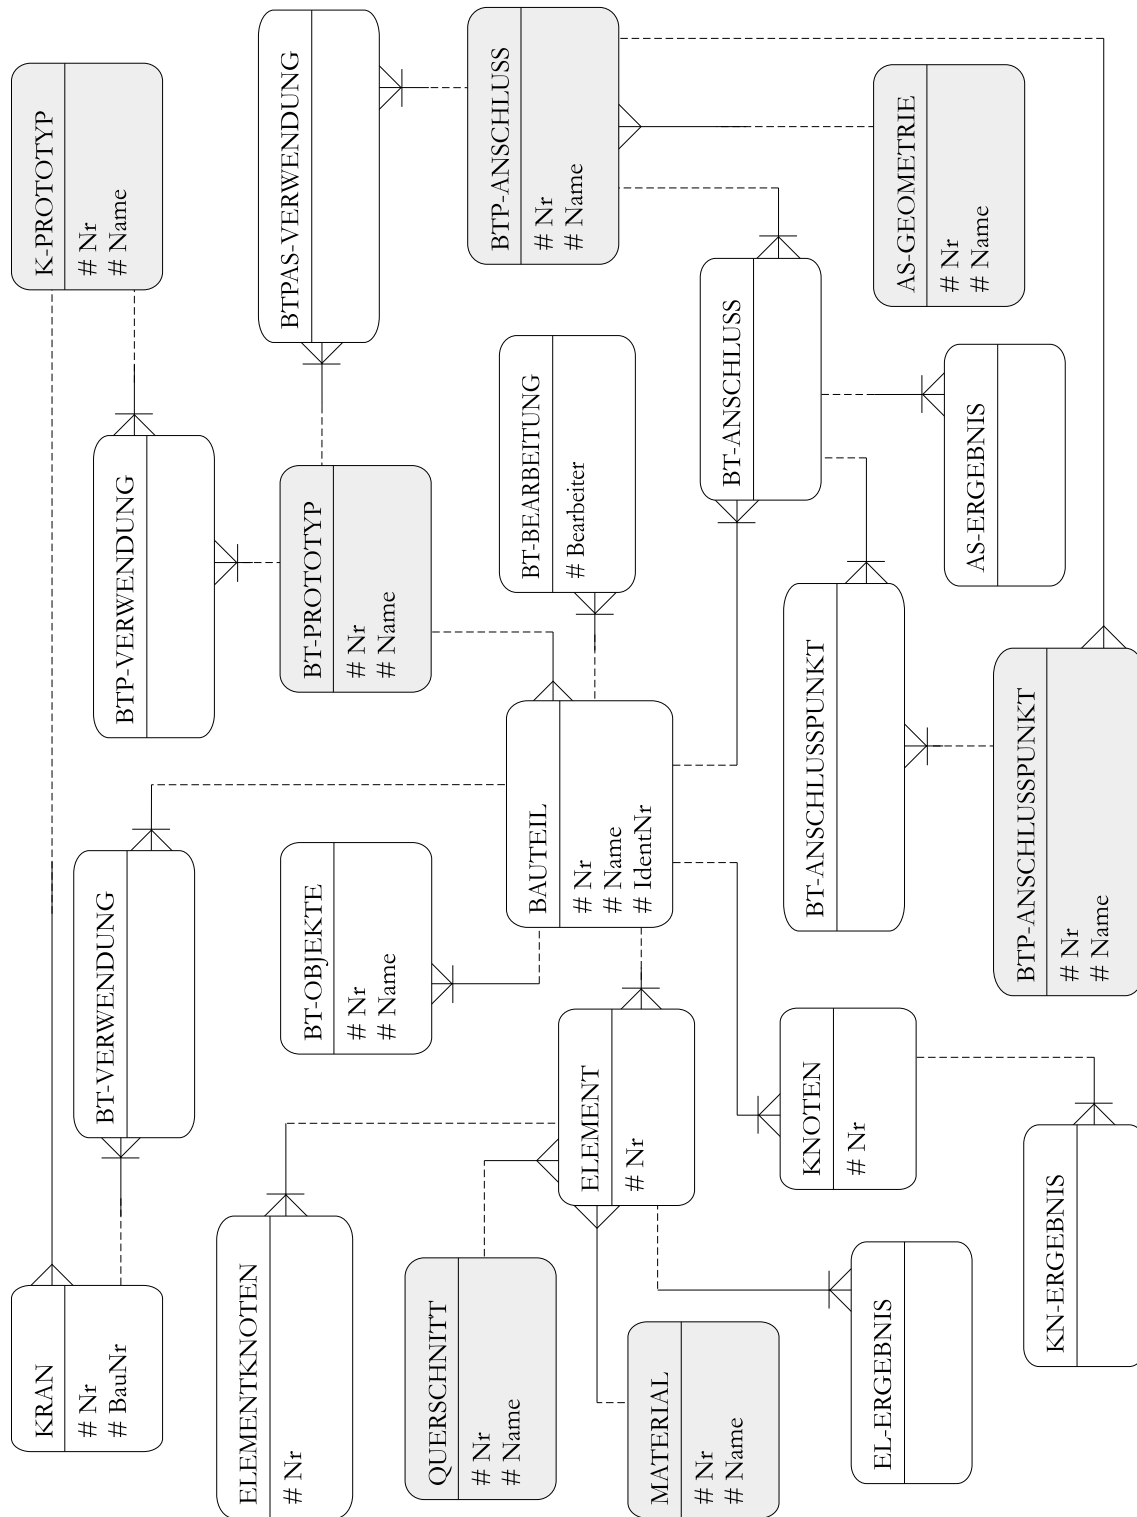 KRAN
# Nr
# BauNr
K-PROTOTYP
# Nr
# Name
BT-VERWENDUNG
BTP-VERWENDUNG
ELEMENTKNOTEN
# Nr
BT-OBJEKTE
# Nr
# Name
BT-PROTOTYP
# Nr
# Name
BTPAS-VERWENDUNG
QUERSCHNITT
# Nr
# Name
ELEMENT
# Nr
BAUTEIL
# Nr
# Name
# IdentNr
BT-BEARBEITUNG
# Bearbeiter
BTP-ANSCHLUSS
# Nr
# Name
MATERIAL
# Nr
# Name
KNOTEN
# Nr
BT-ANSCHLUSSPUNKT
BT-ANSCHLUSS
EL-ERGEBNIS
AS-ERGEBNIS
AS-GEOMETRIE
# Nr
# Name
KN-ERGEBNIS
BTP-ANSCHLUSSPUNKT
# Nr
# Name